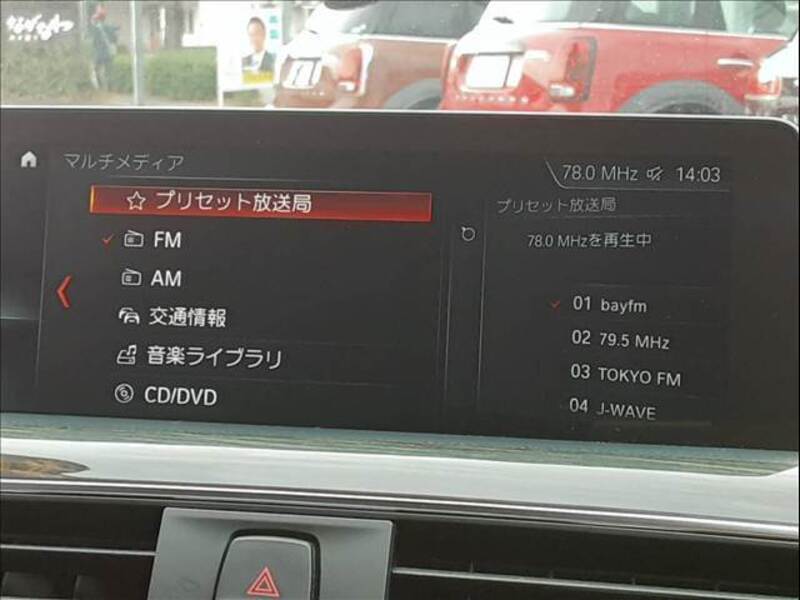 マルチメディア
78.0 MHz 14:03
プリセット放送局
FM
AM
交通情報
音楽ライブラリ
CD/DVD
プリセット放送局
78.0 MHzを再生中
01 bayfm
02 79.5 MHz
03 TOKYO FM
04 J-WAVE